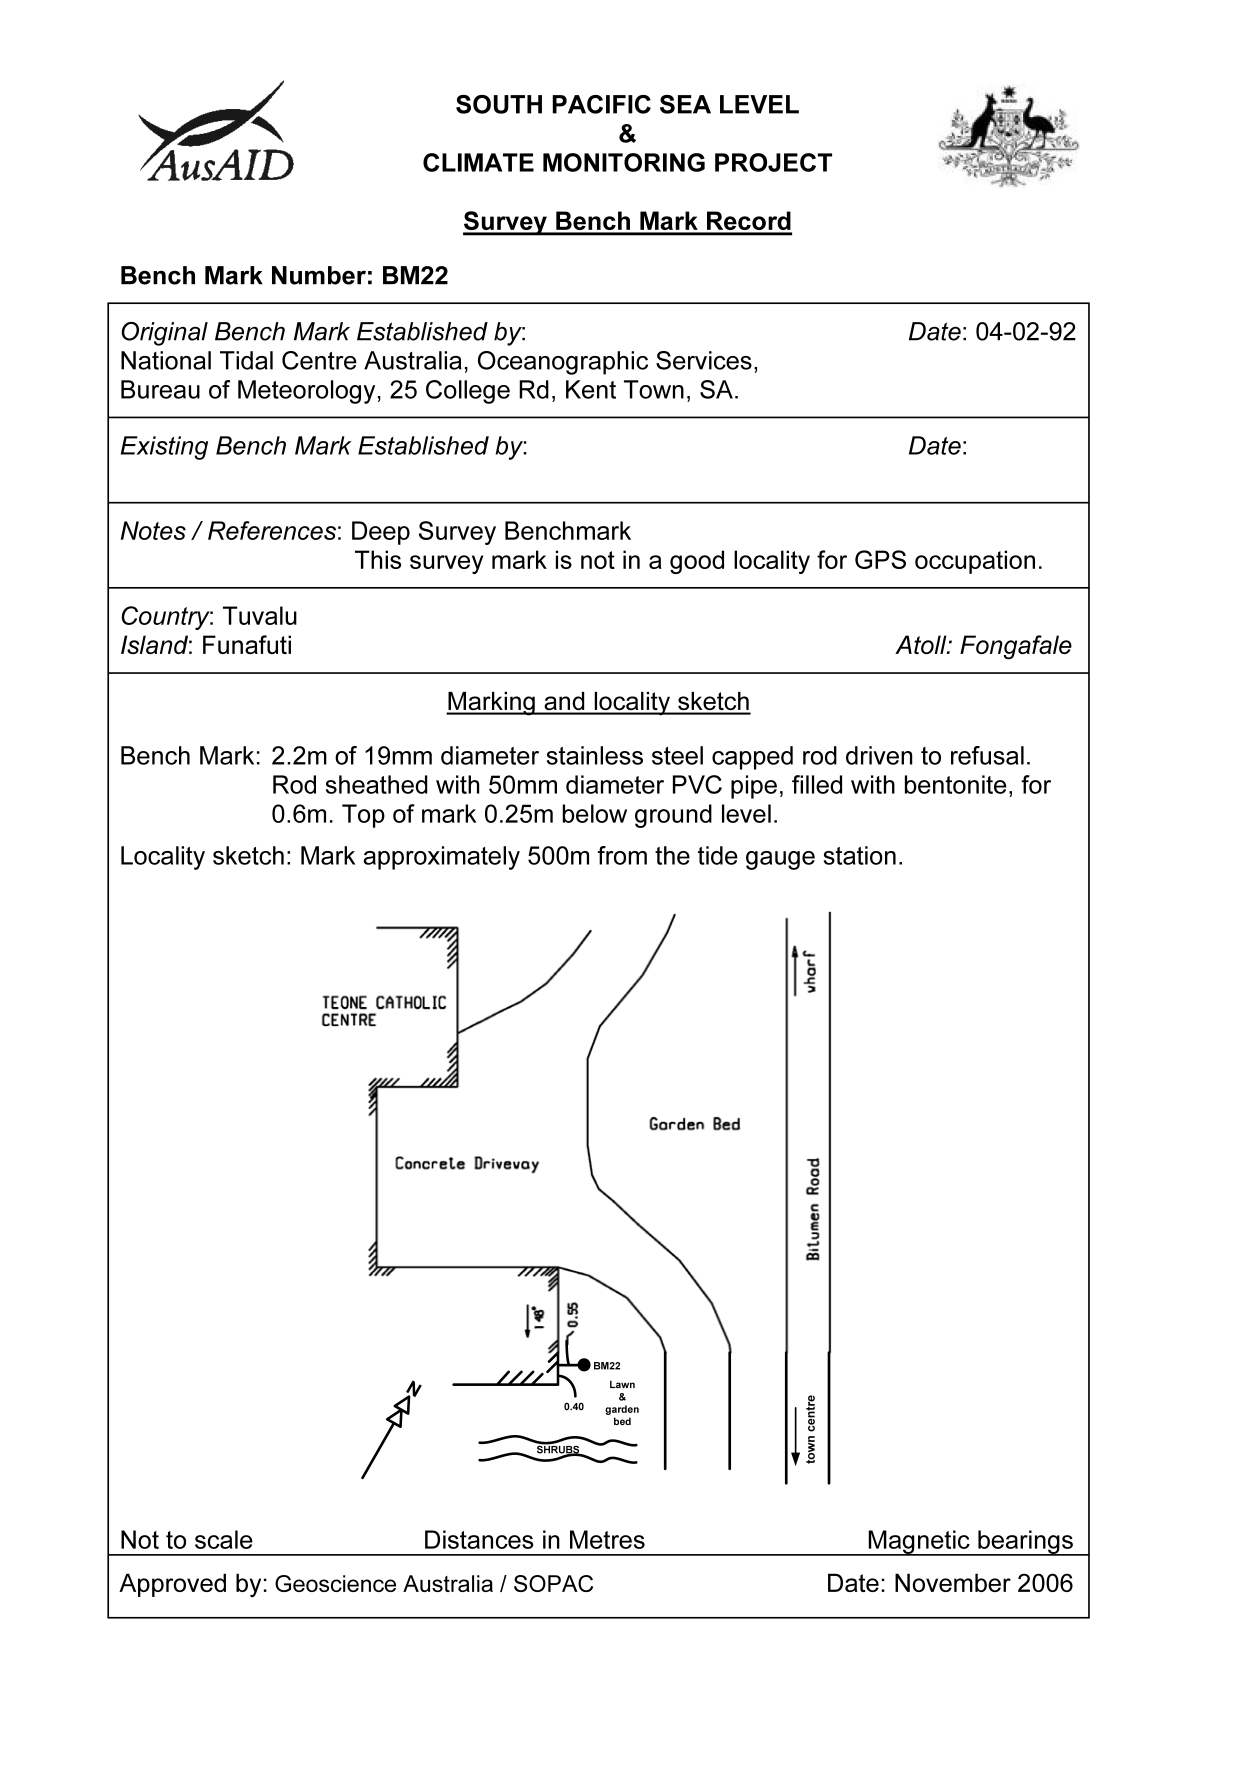 AusAID
SOUTH PACIFIC SEA LEVEL
&
CLIMATE MONITORING PROJECT
AUSTRALIA
Survey Bench Mark Record
Bench Mark Number: BM22
Original Bench Mark Established by: Date: 04-02-92
National Tidal Centre Australia, Oceanographic Services,
Bureau of Meteorology, 25 College Rd, Kent Town, SA.
Existing Bench Mark Established by: Date:
Notes / References: Deep Survey Benchmark
This survey mark is not in a good locality for GPS occupation.
Country: Tuvalu
Island: Funafuti Atoll: Fongafale
Marking and locality sketch
Bench Mark: 2.2m of 19mm diameter stainless steel capped rod driven to refusal.
Rod sheathed with 50mm diameter PVC pipe, filled with bentonite, for
0.6m. Top of mark 0.25m below ground level.
Locality sketch: Mark approximately 500m from the tide gauge station.
wharf
TEONE CATHOLIC
CENTRE
Garden Bed
Concrete Driveway
Bitumen Road
148°
0.55
BM22
Lawn
&
garden
bed
0.40
N
SHRUBS
town centre
Not to scale Distances in Metres Magnetic bearings
Approved by: Geoscience Australia / SOPAC Date: November 2006